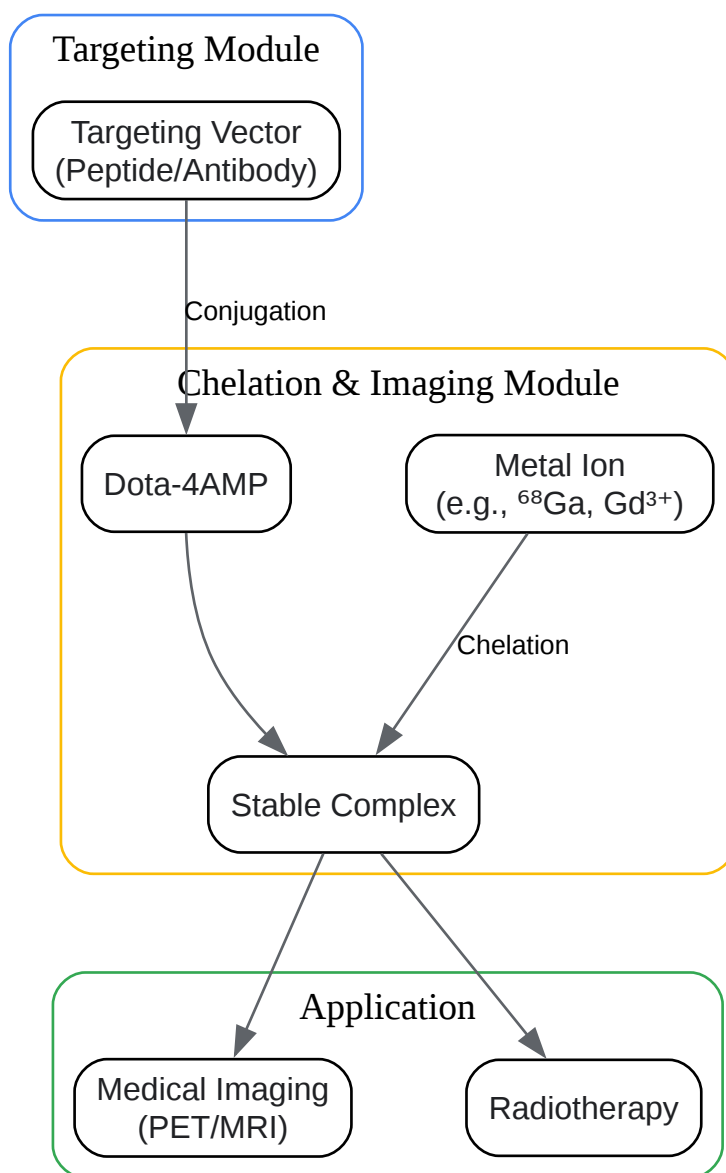 Targeting Module
Targeting Vector
(Peptide/Antibody)
Conjugation
Chelation & Imaging Module
Dota-4AMP
Metal Ion
(e.g., ⁶⁸Ga, Gd³⁺)
Chelation
Stable Complex
Application
Medical Imaging
(PET/MRI)
Radiotherapy